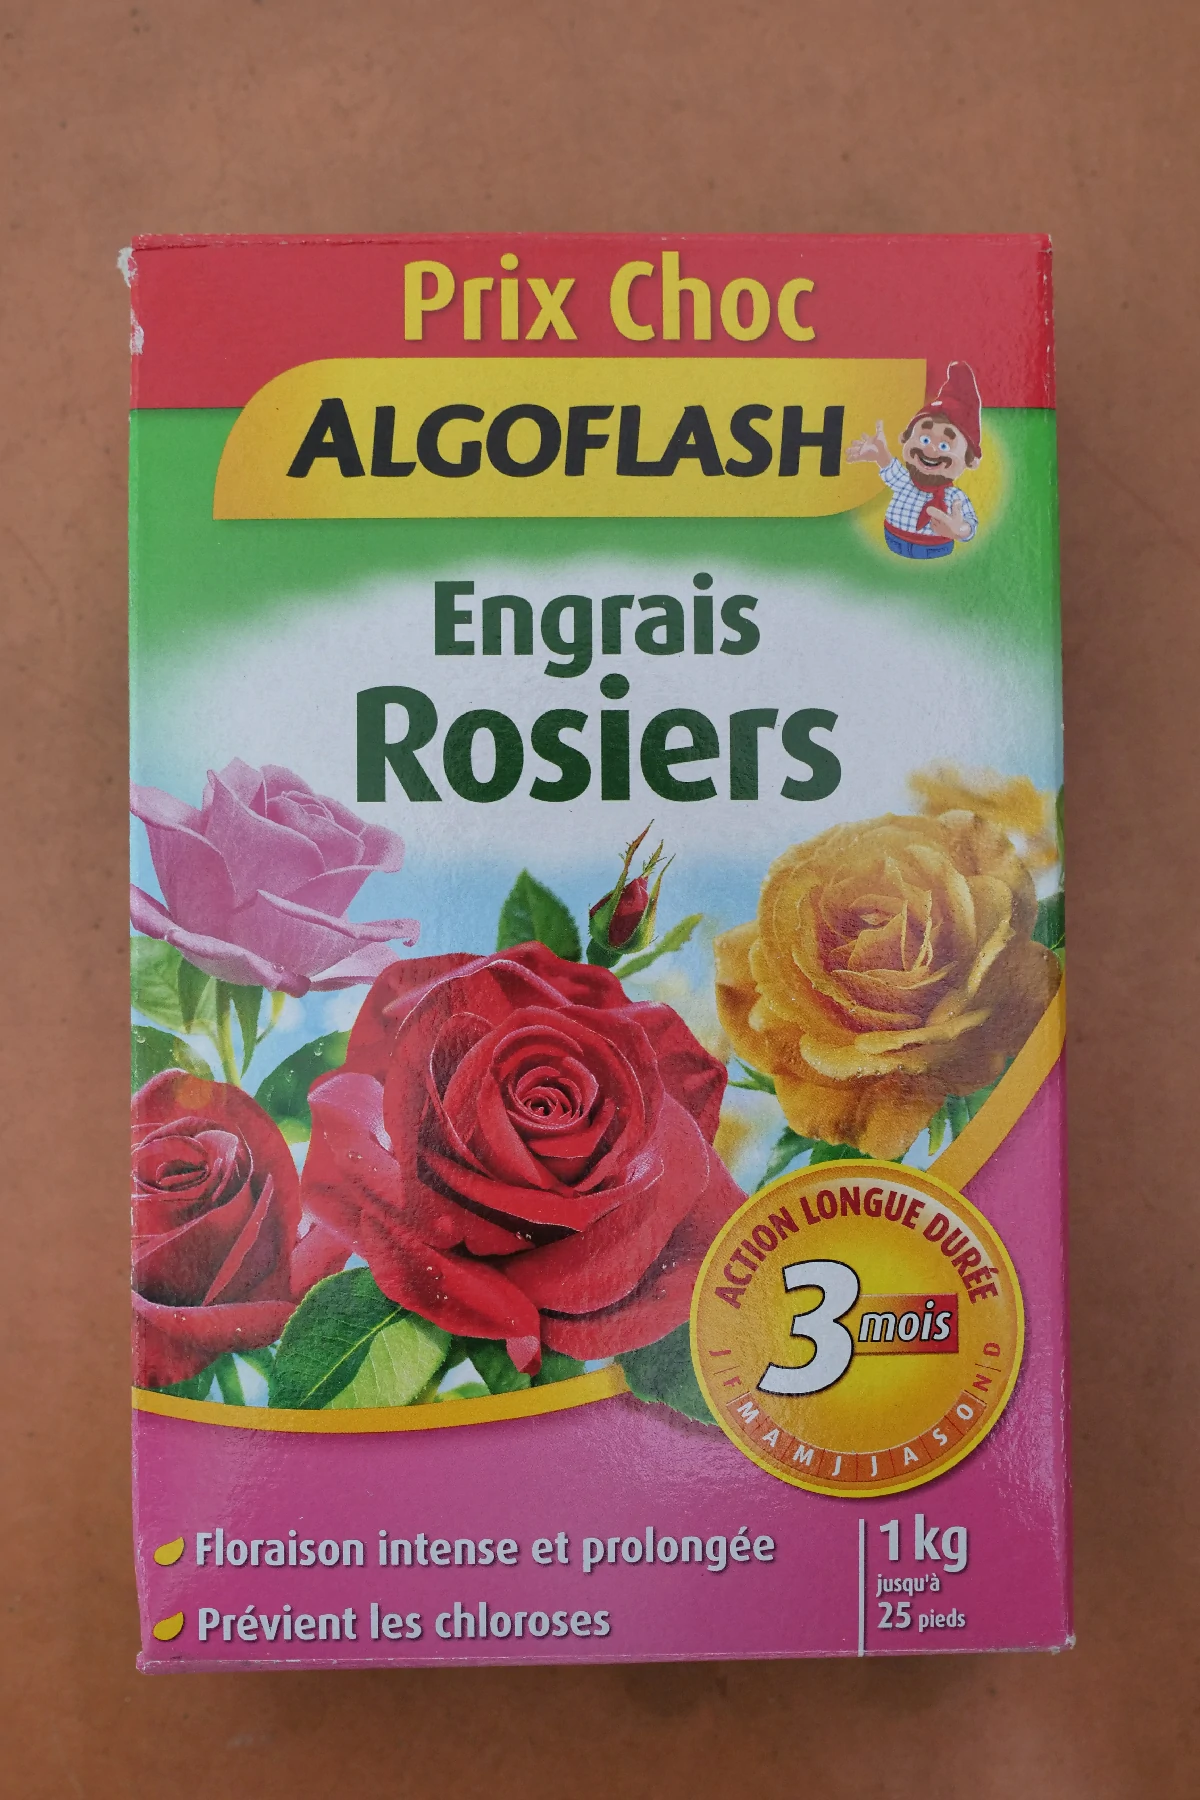 Prix Choc
ALGOFLASH
Engrais
Rosiers
ACTION LONGUE DURÉE
3 mois
J F M A M J J A S O N D
Floraison intense et prolongée
Prévient les chloroses
1 kg
jusqu'à
25 pieds